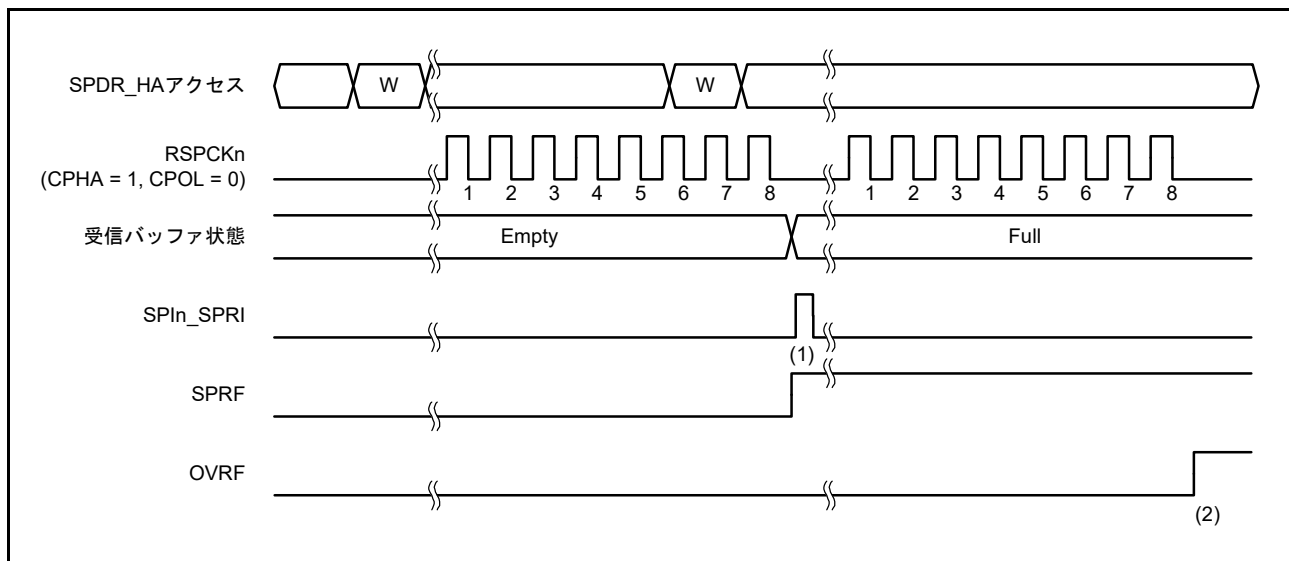 SPDR_HAアクセス
W
W
RSPCKn
(CPHA = 1, CPOL = 0)
1 2 3 4 5 6 7 8
1 2 3 4 5 6 7 8
受信バッファ状態
Empty
Full
SPIn_SPRI
(1)
SPRF
OVRF
(2)